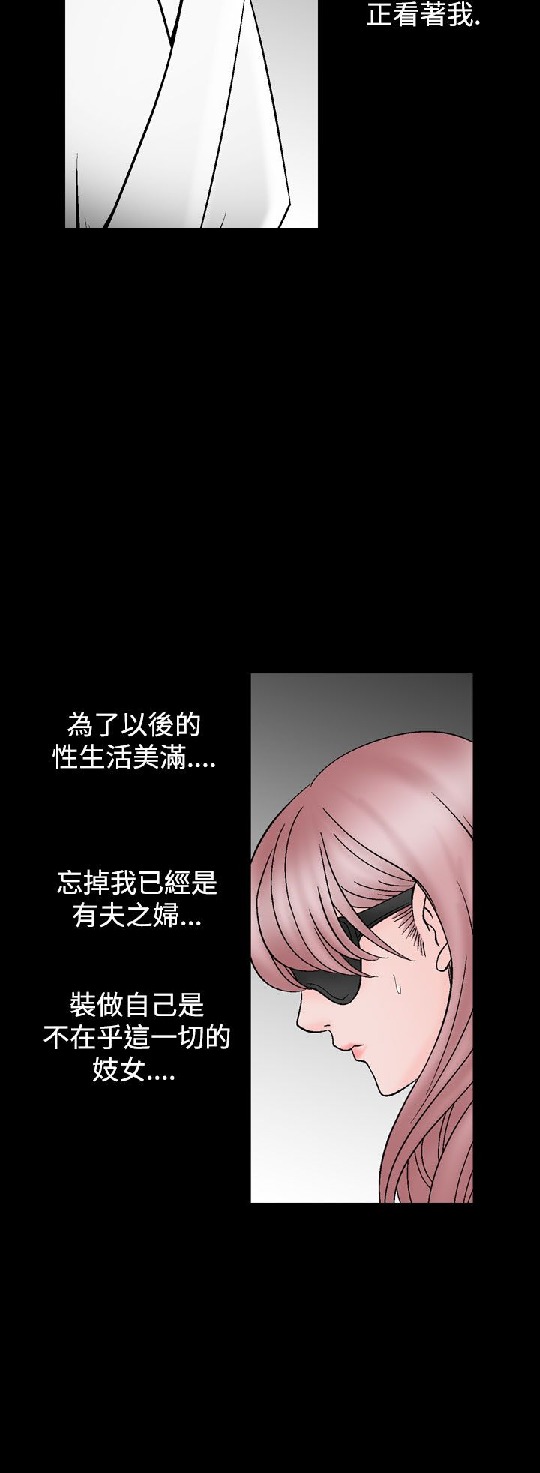 正看著我.
為了以後的
性生活美滿....
忘掉我已經是
有夫之婦...
裝做自己是
不在乎這一切的
妓女....